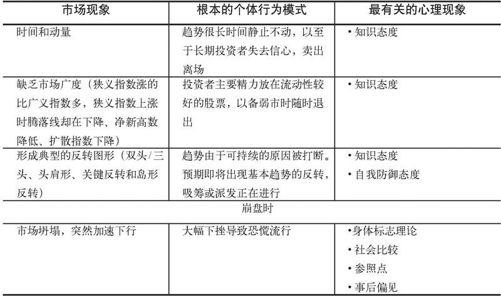 市场现象 根本的个体行为模式 最有关的心理现象
时间和动量 趋势很长时间静止不动，以至 • 知识态度
于长期投资者失去信心，卖出
离场
缺乏市场广度（狭义指数涨的 投资者主要精力放在流动性较 • 知识态度
比广义指数多，狭义指数上涨 好的股票，以备弱市时随时退
时腾落线却在下降、净新高数 出
降低、扩散指数下降）
形成典型的反转图形（双头/三 趋势由于可持续的原因被打断。 • 知识态度
头、头肩形、关键反转和岛形 预期即将出现基本趋势的反转， • 自我防御态度
反转） 吸筹或派发正在进行
崩盘时
市场坍塌，突然加速下行 大幅下挫导致恐慌流行 •身体标志理论
• 社会比较
• 参照点
• 事后偏见